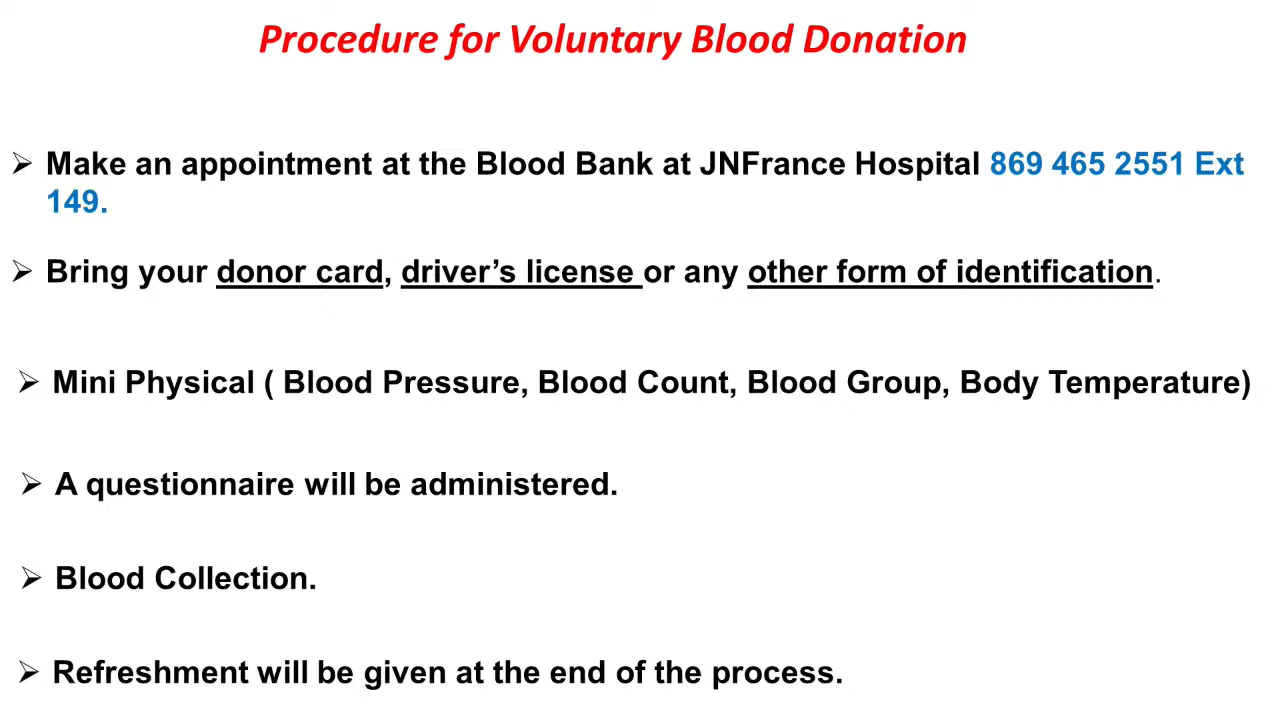 Procedure for Voluntary Blood Donation
➢ Make an appointment at the Blood Bank at JNFrance Hospital 869 465 2551 Ext
149.
➢ Bring your donor card, driver’s license or any other form of identification.
➢ Mini Physical ( Blood Pressure, Blood Count, Blood Group, Body Temperature)
➢ A questionnaire will be administered.
➢ Blood Collection.
➢ Refreshment will be given at the end of the process.